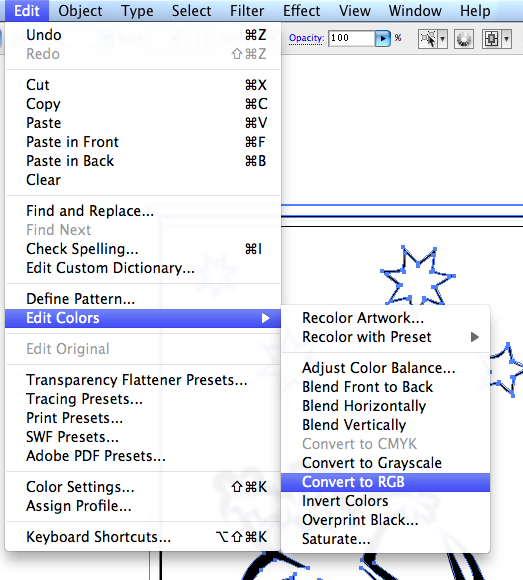 Edit Object Type Select Filter Effect View Window Help
Opacity: 100 %
Undo ⌘Z
Redo ⇧⌘Z
Cut ⌘X
Copy ⌘C
Paste ⌘V
Paste in Front ⌘F
Paste in Back ⌘B
Clear
Find and Replace...
Find Next
Check Spelling... ⌘I
Edit Custom Dictionary...
Define Pattern...
Edit Colors
Edit Original
Transparency Flattener Presets...
Tracing Presets...
Print Presets...
SWF Presets...
Adobe PDF Presets...
Color Settings... ⇧⌘K
Assign Profile...
Keyboard Shortcuts... ⌥⇧⌘K
Recolor Artwork...
Recolor with Preset
Adjust Color Balance...
Blend Front to Back
Blend Horizontally
Blend Vertically
Convert to CMYK
Convert to Grayscale
Convert to RGB
Invert Colors
Overprint Black...
Saturate...